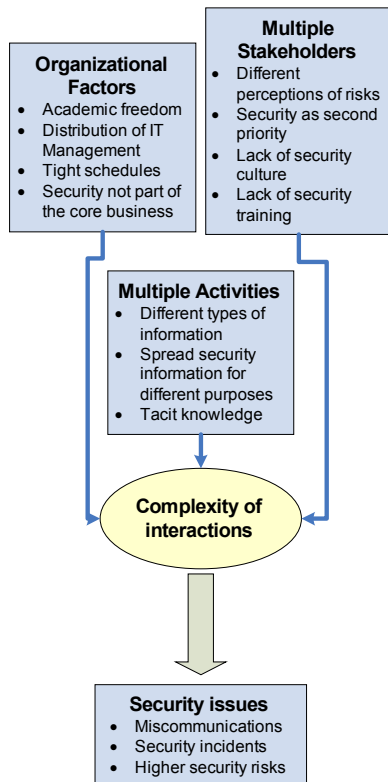 Organizational
Factors
• Academic freedom
• Distribution of IT
Management
• Tight schedules
• Security not part of
the core business
Multiple
Stakeholders
• Different
perceptions of risks
• Security as second
priority
• Lack of security
culture
• Lack of security
training
Multiple Activities
• Different types of
information
• Spread security
information for
different purposes
• Tacit knowledge
Complexity of
interactions
Security issues
• Miscommunications
• Security incidents
• Higher security risks